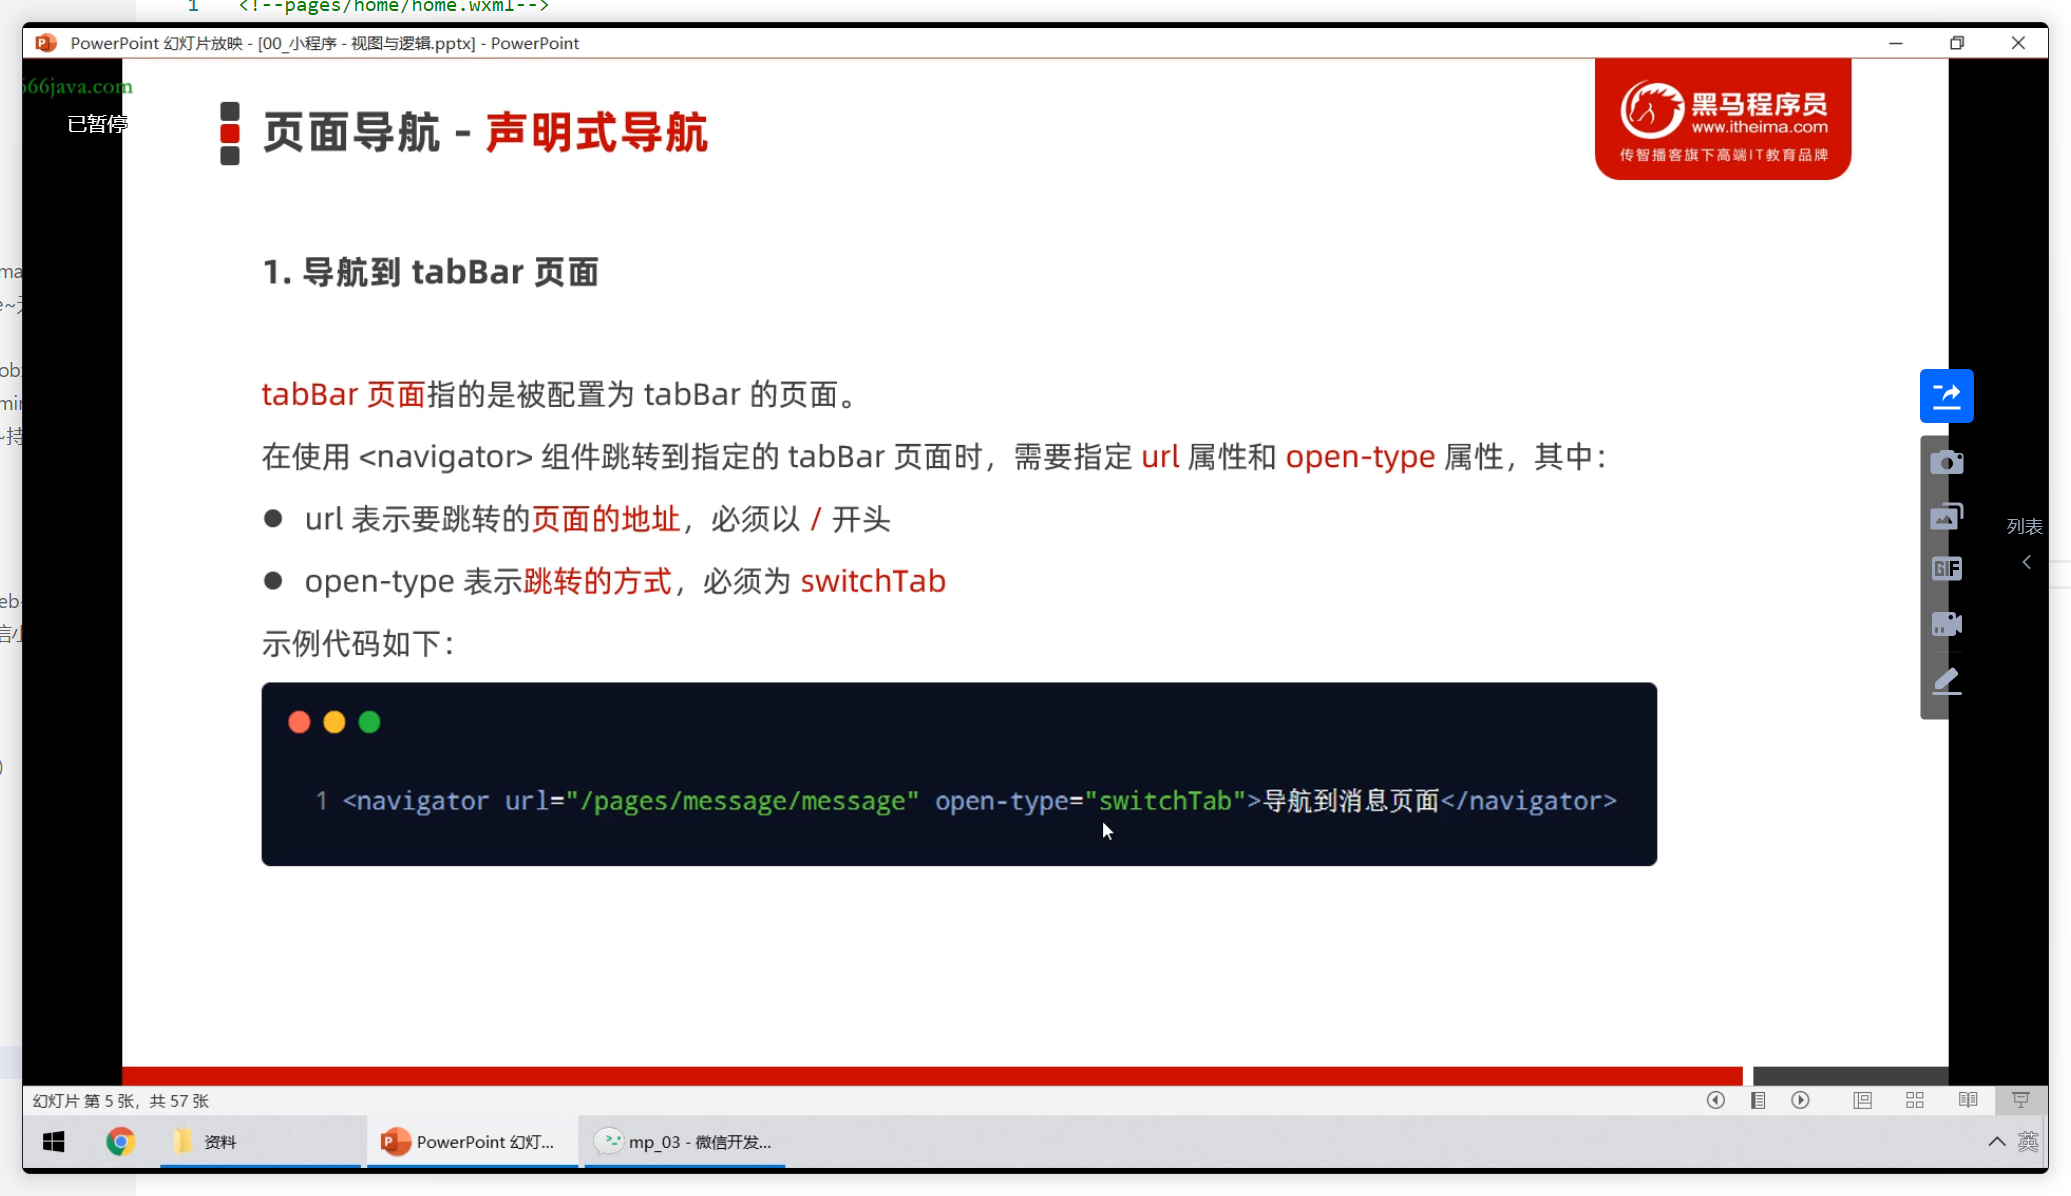 1 <!--pages/home/home.wxml-->
PowerPoint 幻灯片放映 - [00_小程序 - 视图与逻辑.pptx] - PowerPoint
66java.com
已暂停
页面导航 - 声明式导航
黑马程序员
www.itheima.com
传智播客旗下高端IT教育品牌
1. 导航到 tabBar 页面
tabBar 页面指的是被配置为 tabBar 的页面。
在使用 <navigator> 组件跳转到指定的 tabBar 页面时，需要指定 url 属性和 open-type 属性，其中：
● url 表示要跳转的页面的地址，必须以 / 开头
● open-type 表示跳转的方式，必须为 switchTab
示例代码如下：
1 <navigator url="/pages/message/message" open-type="switchTab">导航到消息页面</navigator>
GIF
列表
幻灯片 第 5 张，共 57 张
资料
PowerPoint 幻灯...
mp_03 - 微信开发...
英